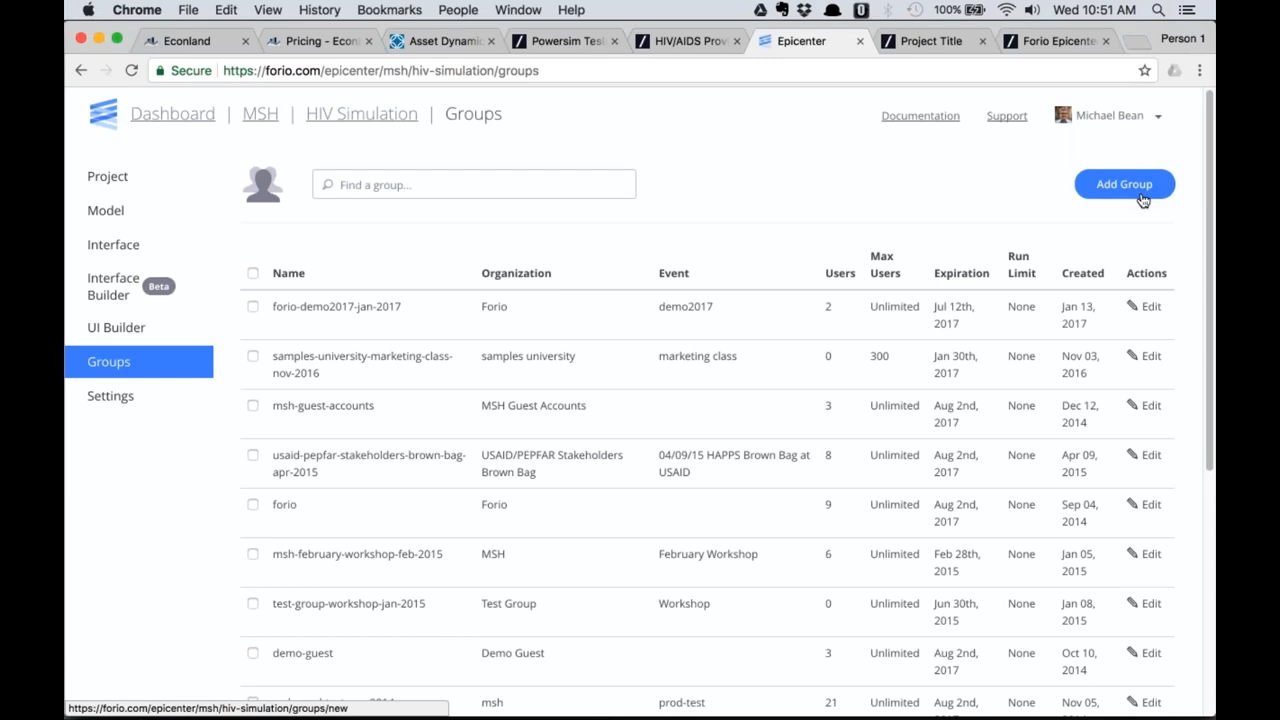 Chrome File Edit View History Bookmarks People Window Help 100% Wed 10:51 AM
Econland Pricing - Econ Asset Dynamic Powersim Test HIV/AIDS Prov Epicenter Project Title Forio Epicente Person 1
Secure https://forio.com/epicenter/msh/hiv-simulation/groups
Dashboard | MSH | HIV Simulation | Groups Documentation Support Michael Bean
Project
Model
Interface
Interface Builder Beta
UI Builder
Groups
Settings
Find a group... Add Group
Name Organization Event Users Max Users Expiration Run Limit Created Actions
forio-demo2017-jan-2017 Forio demo2017 2 Unlimited Jul 12th, 2017 None Jan 13, 2017 Edit
samples-university-marketing-class-nov-2016 samples university marketing class 0 300 Jan 30th, 2017 None Nov 03, 2016 Edit
msh-guest-accounts MSH Guest Accounts 3 Unlimited Aug 2nd, 2017 None Dec 12, 2014 Edit
usaid-pepfar-stakeholders-brown-bag-apr-2015 USAID/PEPFAR Stakeholders Brown Bag 04/09/15 HAPPS Brown Bag at USAID 8 Unlimited Aug 2nd, 2017 None Apr 09, 2015 Edit
forio Forio 9 Unlimited Aug 2nd, 2017 None Sep 04, 2014 Edit
msh-february-workshop-feb-2015 MSH February Workshop 6 Unlimited Feb 28th, 2015 None Jan 05, 2015 Edit
test-group-workshop-jan-2015 Test Group Workshop 0 Unlimited Jun 30th, 2015 None Jan 08, 2015 Edit
demo-guest Demo Guest 3 Unlimited Aug 2nd, 2017 None Oct 10, 2014 Edit
msh prod-test 21 Unlimited Aug 2nd, None Nov 05, Edit
https://forio.com/epicenter/msh/hiv-simulation/groups/new